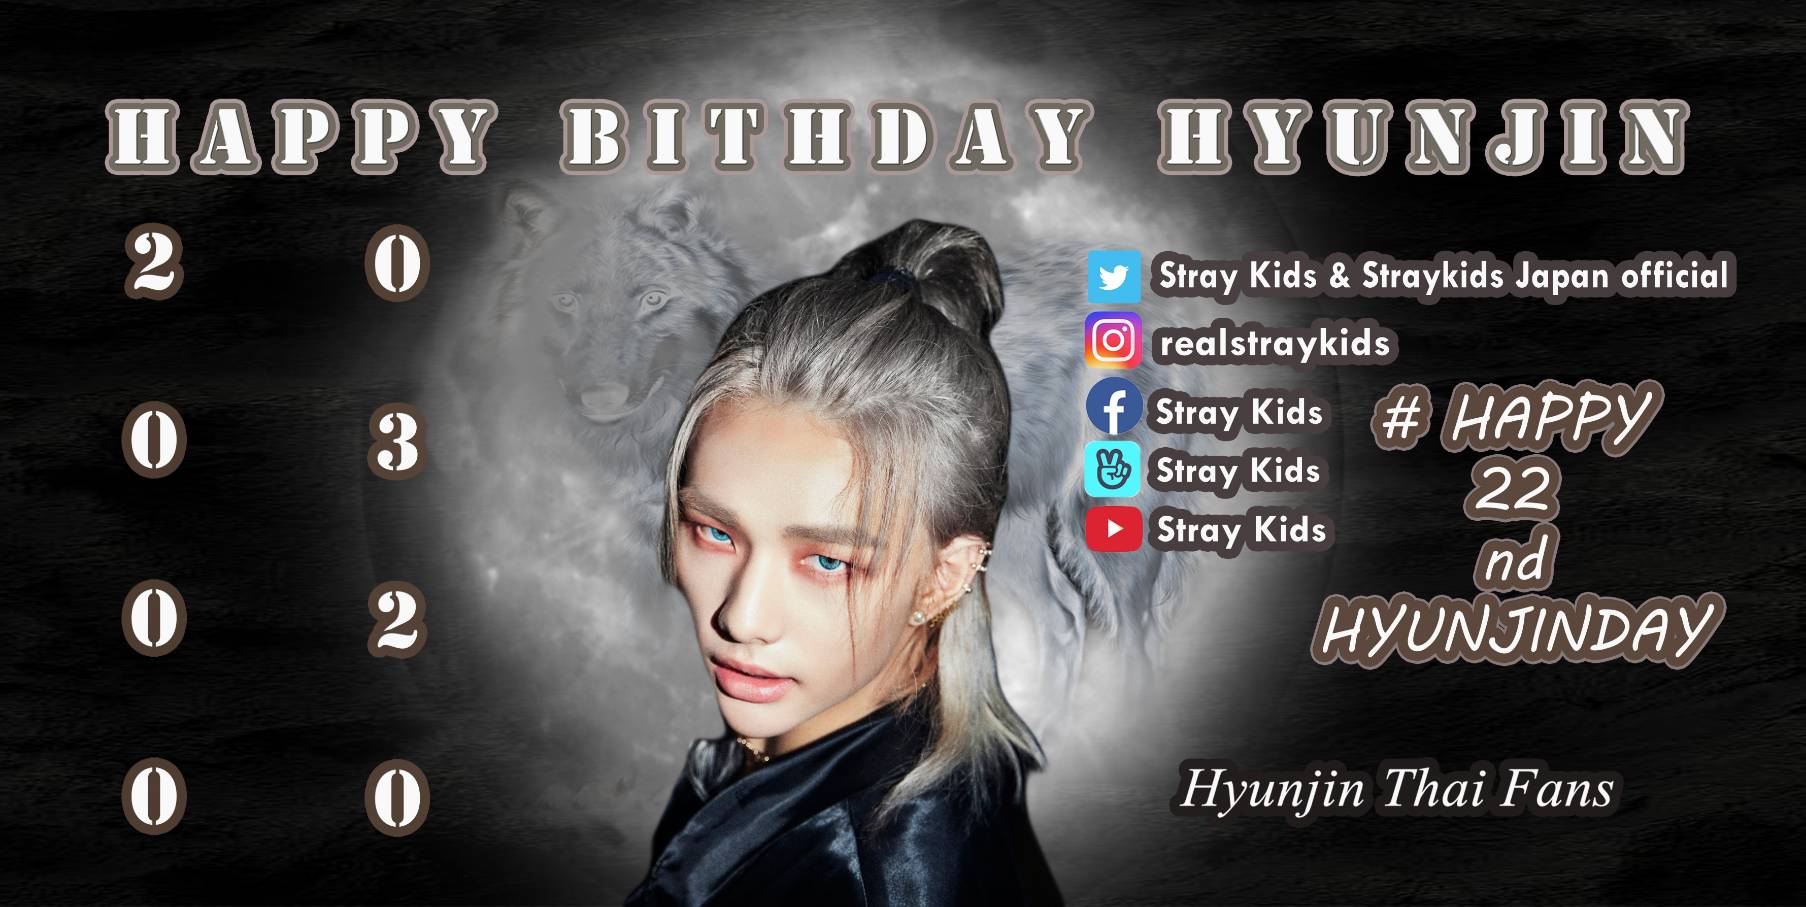 HAPPY BITHDAY HYUNJIN
2 0
0 3
0 2
0 0
Stray Kids & Straykids Japan official
realstraykids
Stray Kids
Stray Kids
Stray Kids
# HAPPY
22
nd
HYUNJINDAY
Hyunjin Thai Fans